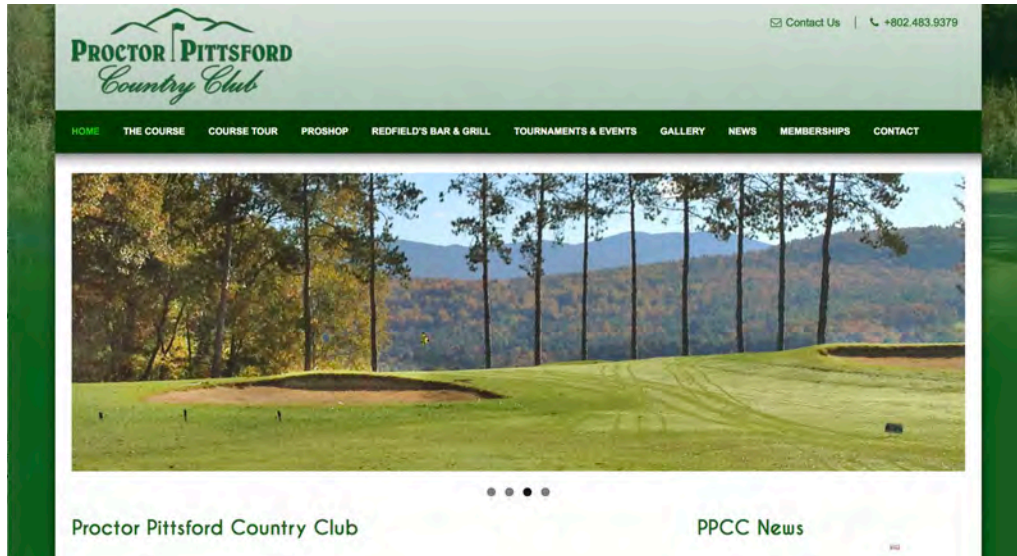 PROCTOR PITTSFORD
Country Club
Contact Us | +802.483.9379
HOME THE COURSE COURSE TOUR PROSHOP REDFIELD'S BAR & GRILL TOURNAMENTS & EVENTS GALLERY NEWS MEMBERSHIPS CONTACT
Proctor Pittsford Country Club
PPCC News